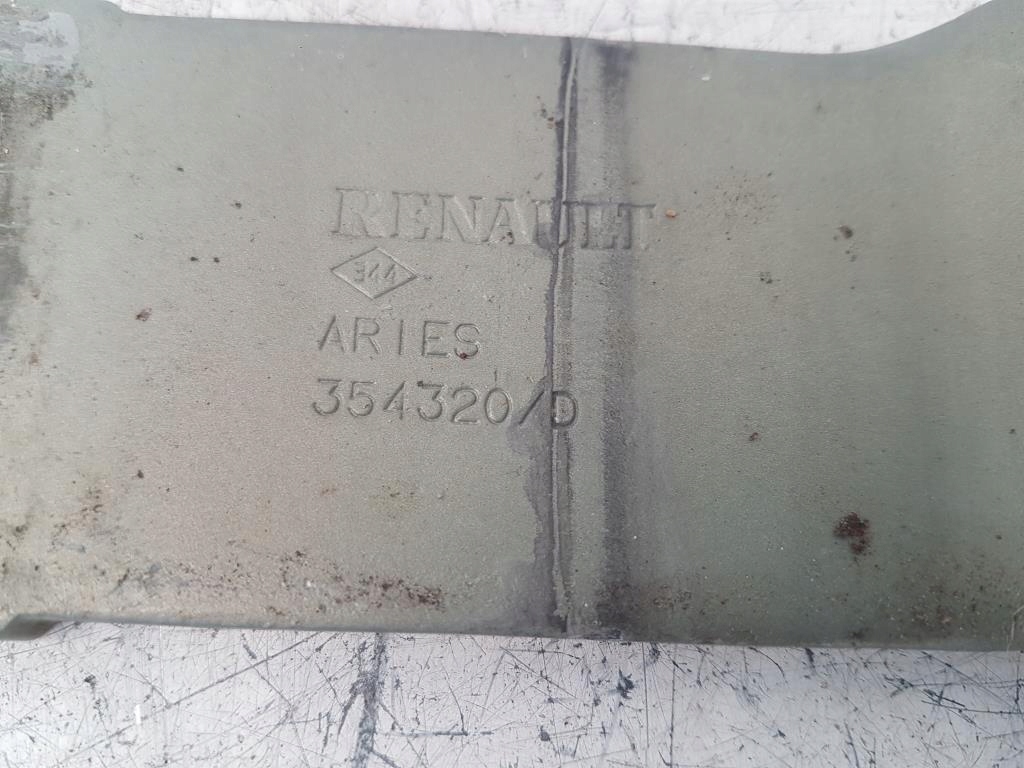 RENAULT
344
ARIES
354320/D